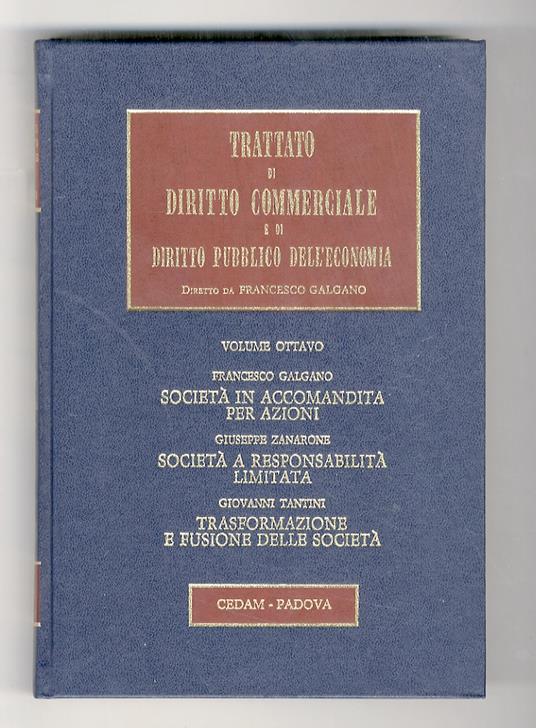 TRATTATO
DI
DIRITTO COMMERCIALE
E DI
DIRITTO PUBBLICO DELL'ECONOMIA
DIRETTO DA FRANCESCO GALGANO
VOLUME OTTAVO
FRANCESCO GALGANO
SOCIETÀ IN ACCOMANDITA
PER AZIONI
GIUSEPPE ZANARONE
SOCIETÀ A RESPONSABILITÀ
LIMITATA
GIOVANNI TANTINI
TRASFORMAZIONE
E FUSIONE DELLE SOCIETÀ
CEDAM - PADOVA